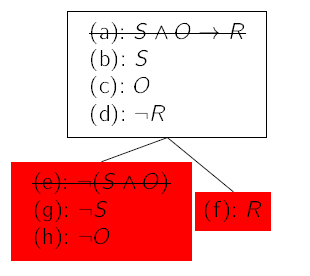 (a): S ∧ O → R
(b): S
(c): O
(d): ¬R
(e): ¬(S ∧ O)
(g): ¬S
(h): ¬O
(f): R